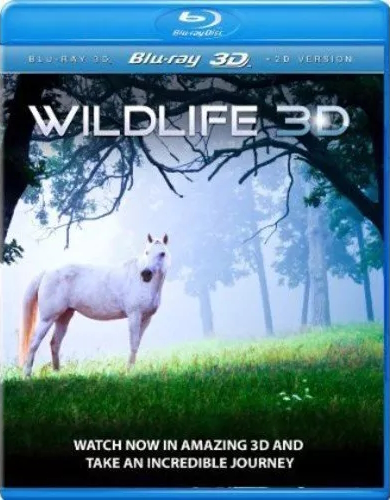 Blu-ray Disc
BLU-RAY 3D. Blu-ray 3D. + 2D VERSION
WILDLIFE 3D
WATCH NOW IN AMAZING 3D AND
TAKE AN INCREDIBLE JOURNEY